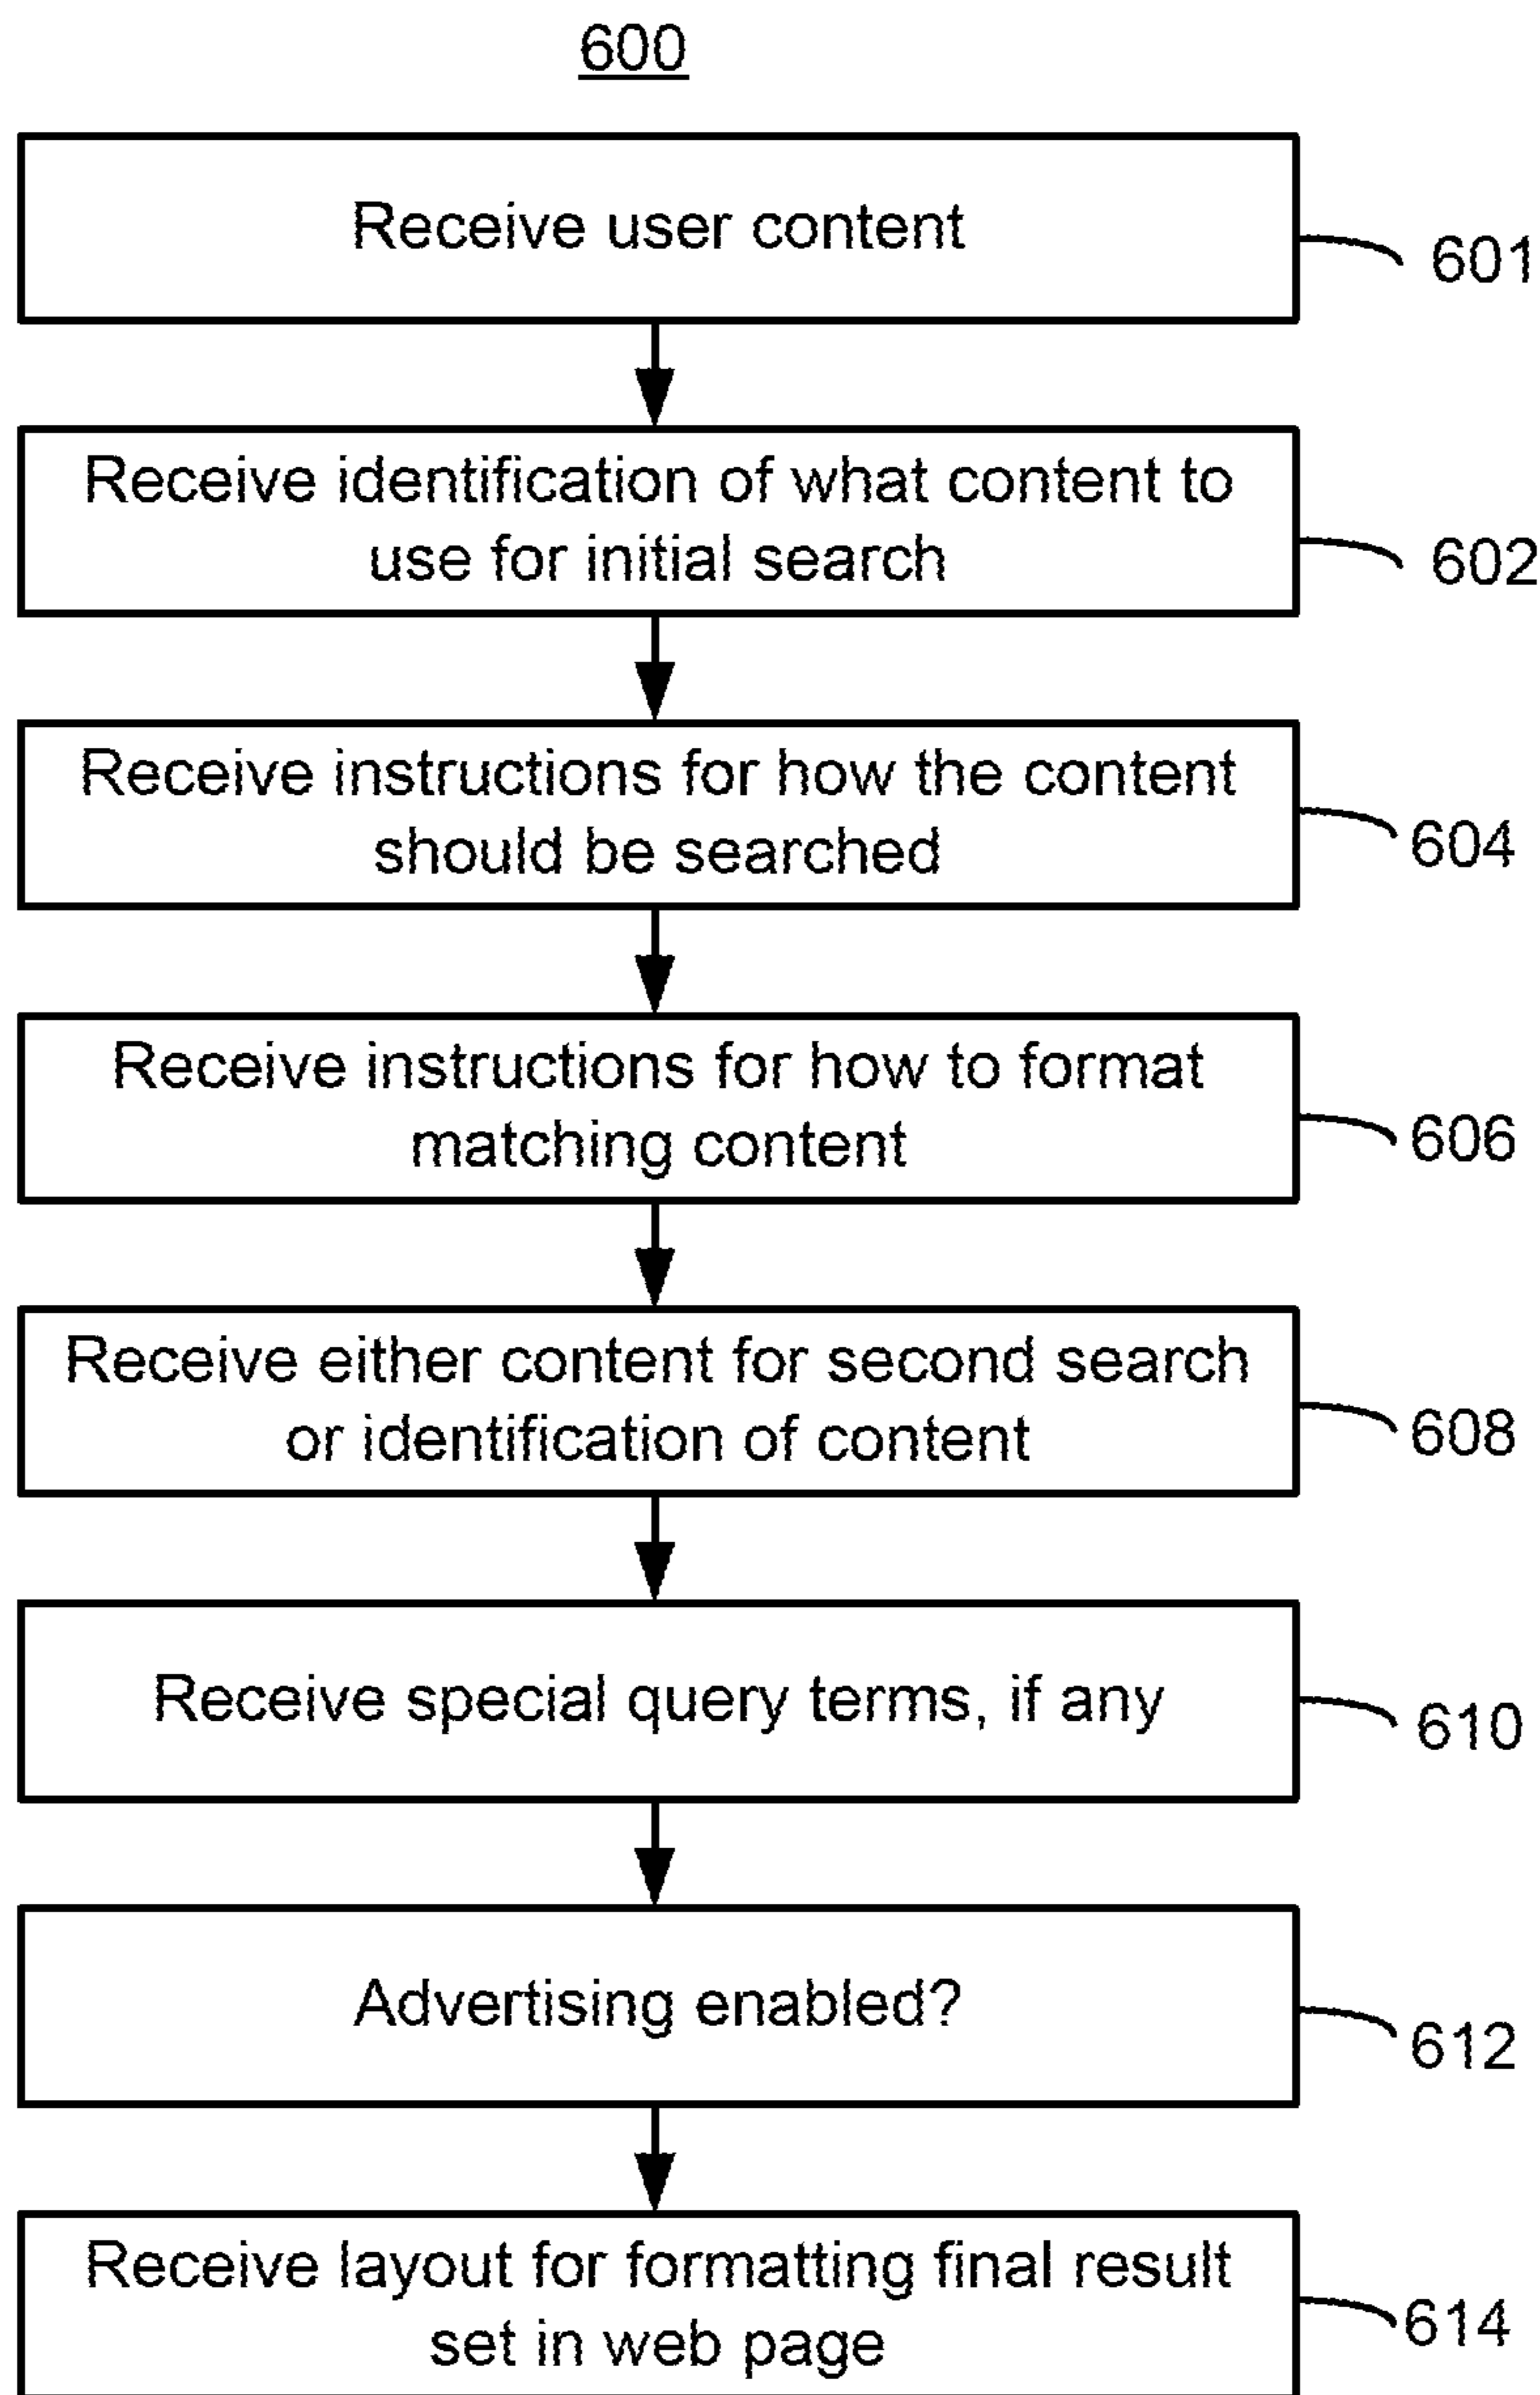 600
Receive user content
601
Receive identification of what content to
use for initial search
602
Receive instructions for how the content
should be searched
604
Receive instructions for how to format
matching content
606
Receive either content for second search
or identification of content
608
Receive special query terms, if any
610
Advertising enabled?
612
Receive layout for formatting final result
set in web page
614